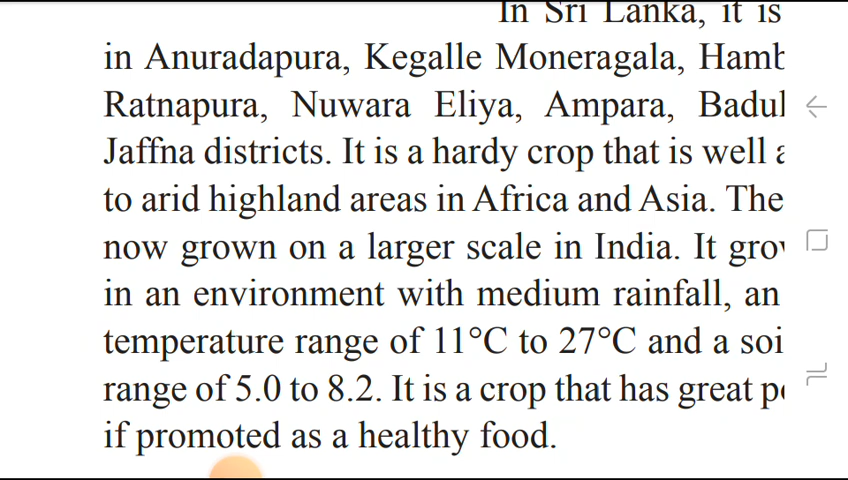 In Sri Lanka, it is
in Anuradapura, Kegalle Moneragala,
Ratnapura, Nuwara Eliya, Ampara,
Jaffna districts. It is a hardy crop that is well
to arid highland areas in Africa and Asia. The
now grown on a larger scale in India. It
in an environment with medium rainfall, an
temperature range of 11°C to 27°C and a
range of 5.0 to 8.2. It is a crop that has great
if promoted as a healthy food.